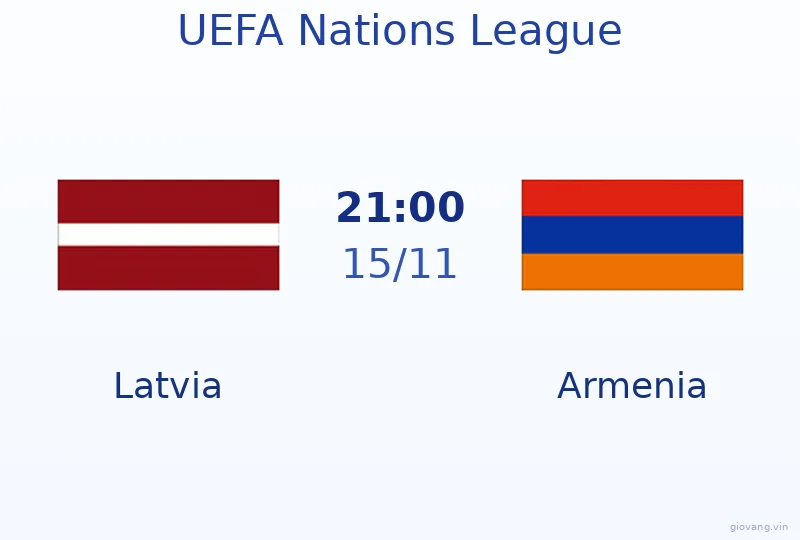 UEFA Nations League
21:00
15/11
Latvia
Armenia
giovang.vin